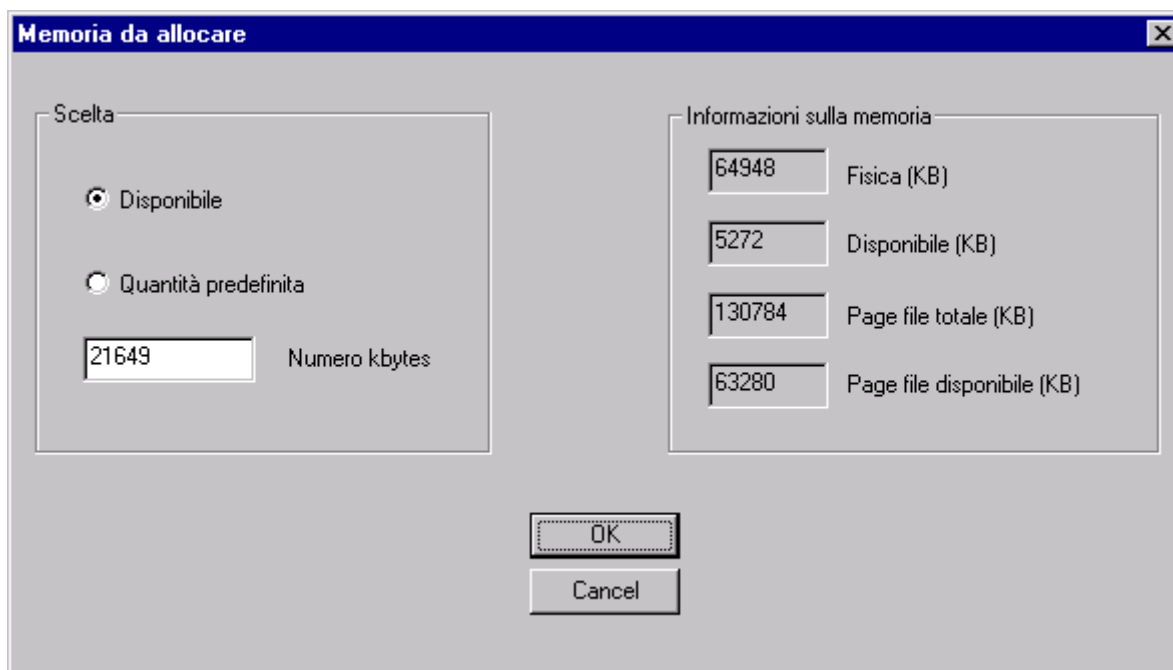 Memoria da allocare
Scelta
Disponibile
Quantità predefinita
21649 Numero kbytes
Informazioni sulla memoria
64948 Fisica (KB)
5272 Disponibile (KB)
130784 Page file totale (KB)
63280 Page file disponibile (KB)
OK
Cancel